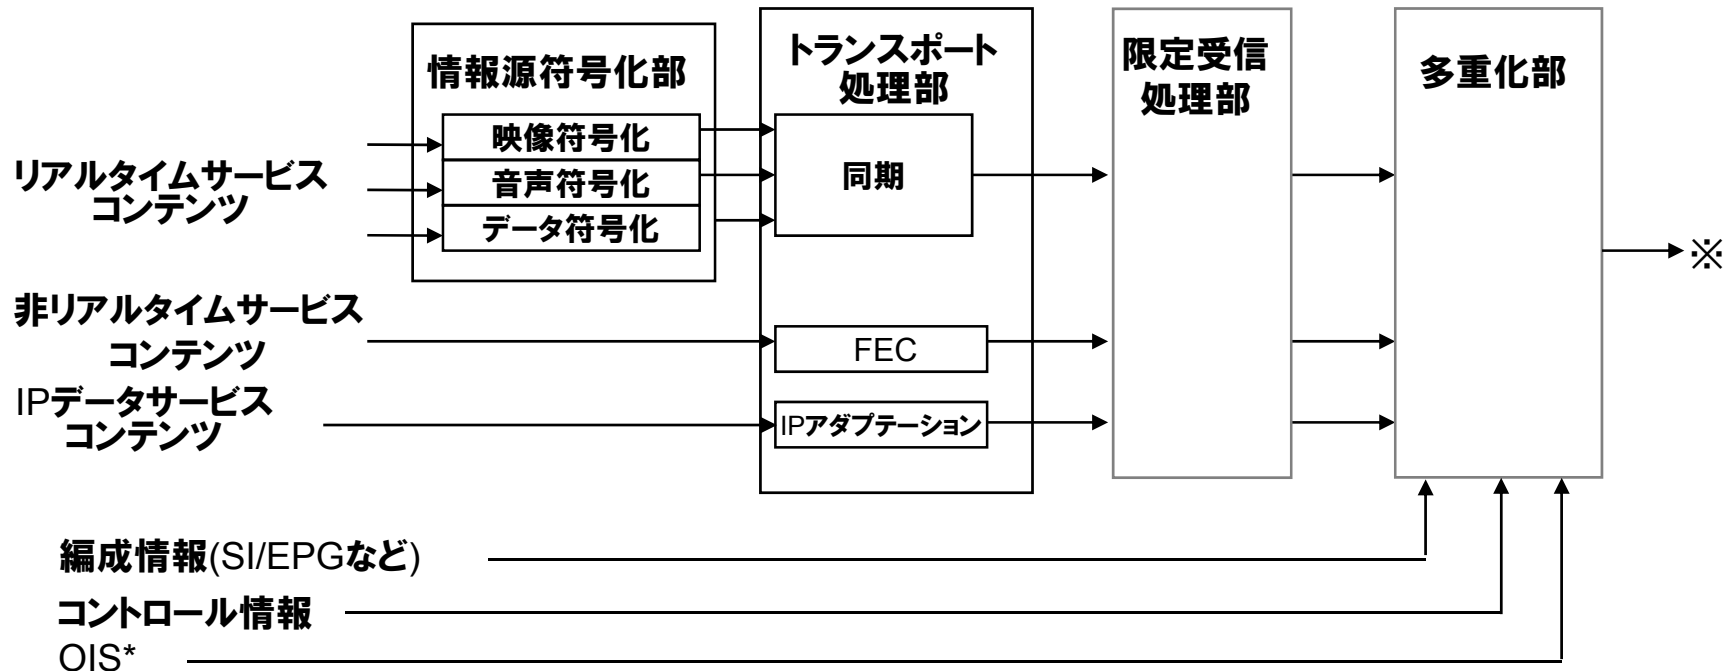 情報源符号化部
トランスポート
処理部
限定受信
処理部
多重化部
映像符号化
音声符号化
データ符号化
同期
リアルタイムサービス
コンテンツ
※
非リアルタイムサービス
コンテンツ
FEC
IPデータサービス
コンテンツ
IPアダプテーション
編成情報(SI/EPGなど)
コントロール情報
OIS*